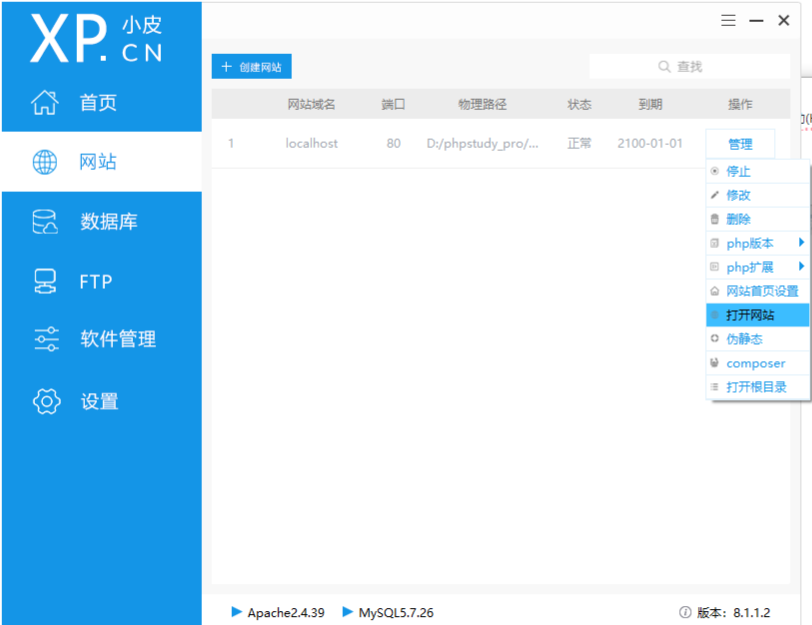 XP. 小皮 CN
首页
网站
数据库
FTP
软件管理
设置
创建网站
查找
网站域名 端口 物理路径 状态 到期 操作
1 localhost 80 D:/phpstudy_pro/... 正常 2100-01-01 管理
停止
修改
删除
php版本
php扩展
网站首页设置
打开网站
伪静态
composer
打开根目录
Apache2.4.39 MySQL5.7.26 版本: 8.1.1.2